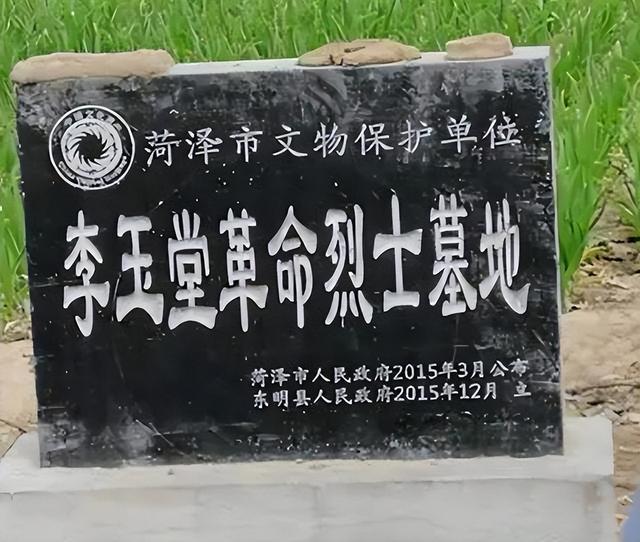 菏泽市文物保护单位
李玉堂革命烈士墓地
菏泽市人民政府2015年3月公布
东明县人民政府2015年12月 立